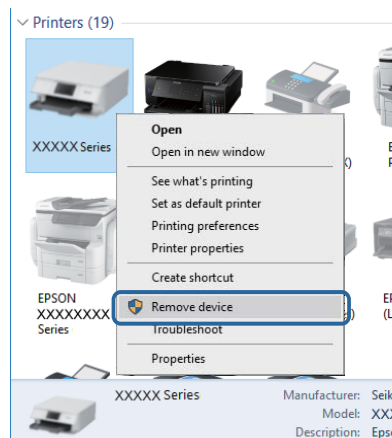 Printers (19)
XXXXX Series
Open
Open in new window
See what's printing
Set as default printer
Printing preferences
Printer properties
Create shortcut
Remove device
Troubleshoot
Properties
EPSON
XXXXXXXX
Series
XXXXX Series
Manufacturer:
Model:
Description: